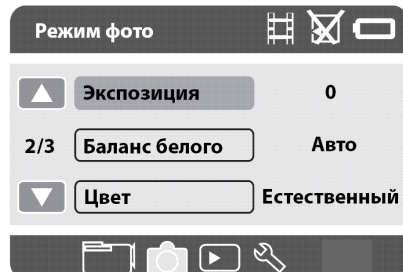 Режим фото
Экспозиция 0
2/3 Баланс белого Авто
Цвет Естественный